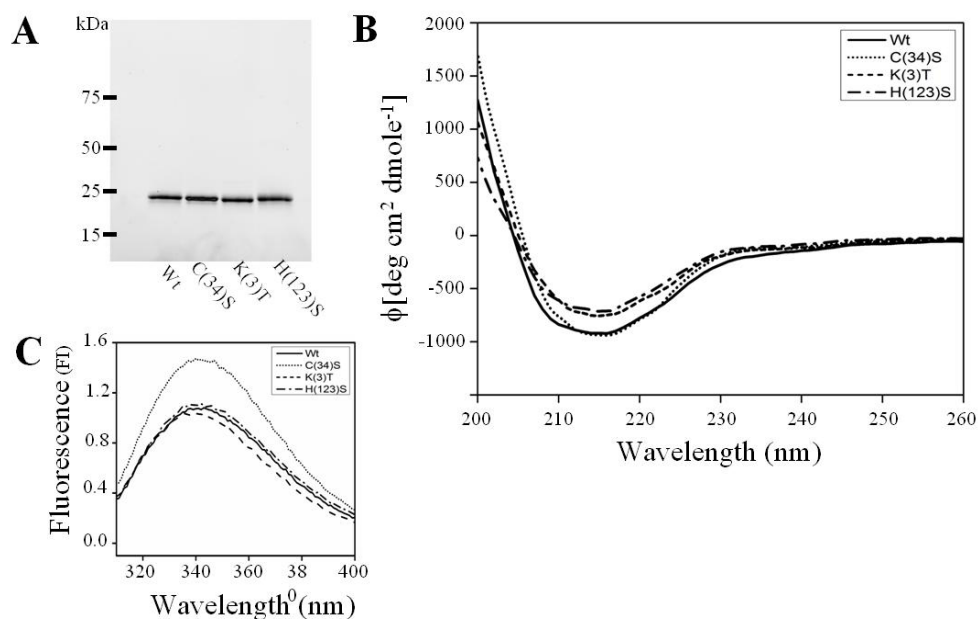 A
kDa
75
50
25
15
Wt
C(34)S
K(3)T
H(123)S
B
2000
1500
1000
500
0
-500
-1000
ϕ[deg cm² dmole⁻¹]
Wt
C(34)S
K(3)T
H(123)S
200 210 220 230 240 250 260
Wavelength (nm)
C
1.6
1.2
0.8
0.4
0.0
Fluorescence (FI)
Wt
C(34)S
K(3)T
H(123)S
320 340 360 38 400
Wavelength⁰(nm)